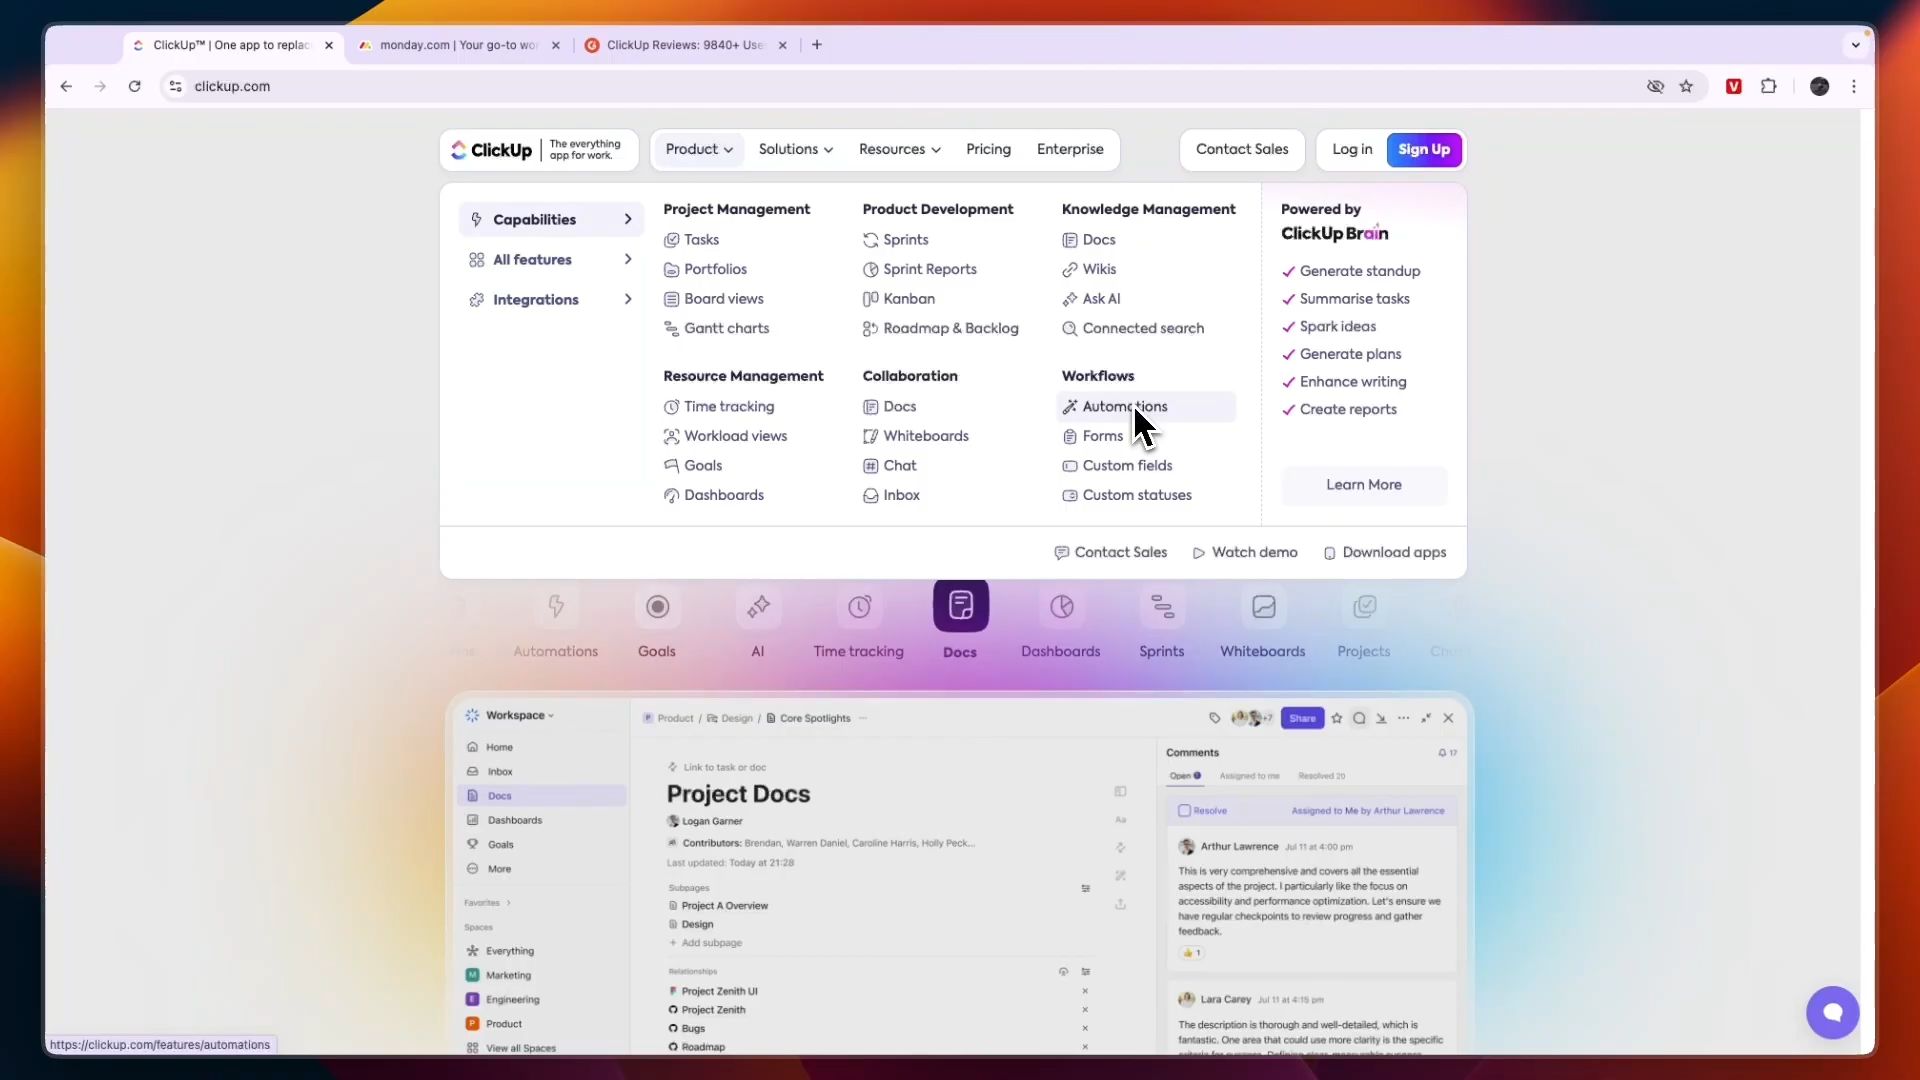 ClickUp™ | One app to replac
monday.com | Your go-to wo
ClickUp Reviews: 9840+ Use
clickup.com
ClickUp
The everything
app for work.
Product
Solutions
Resources
Pricing
Enterprise
Contact Sales
Log in
Sign Up
Capabilities
All features
Integrations
Project Management
Tasks
Portfolios
Board views
Gantt charts
Product Development
Sprints
Sprint Reports
Kanban
Roadmap & Backlog
Knowledge Management
Docs
Wikis
Ask AI
Connected search
Resource Management
Time tracking
Workload views
Goals
Dashboards
Collaboration
Docs
Whiteboards
Chat
Inbox
Workflows
Automations
Forms
Custom fields
Custom statuses
Powered by
ClickUp Brain
Generate standup
Summarise tasks
Spark ideas
Generate plans
Enhance writing
Create reports
Learn More
Contact Sales
Watch demo
Download apps
Automations
Goals
AI
Time tracking
Docs
Dashboards
Sprints
Whiteboards
Projects
Workspace
Home
Inbox
Docs
Dashboards
Goals
More
Favorites
Spaces
Everything
M Marketing
E Engineering
P Product
View all Spaces
P Product / Design / Core Spotlights
+7
Share
Link to task or doc
Project Docs
Logan Garner
Contributors: Brendan, Warren Daniel, Caroline Harris, Holly Peck...
Last updated: Today at 21:28
Subpages
Project A Overview
Design
+ Add subpage
Relationships
Project Zenith UI
Project Zenith
Bugs
Roadmap
Aa
Comments
17
Open
Assigned to me
Resolved 20
Resolve
Assigned to Me by Arthur Lawrence
Arthur Lawrence Jul 11 at 4:00 pm
This is very comprehensive and covers all the essential
aspects of the project. I particularly like the focus on
accessibility and performance optimization. Let's ensure we
have regular checkpoints to review progress and gather
feedback.
1
Lara Carey Jul 11 at 4:15 pm
The description is thorough and well-detailed, which is
fantastic. One area that could use more clarity is the specific
https://clickup.com/features/automations